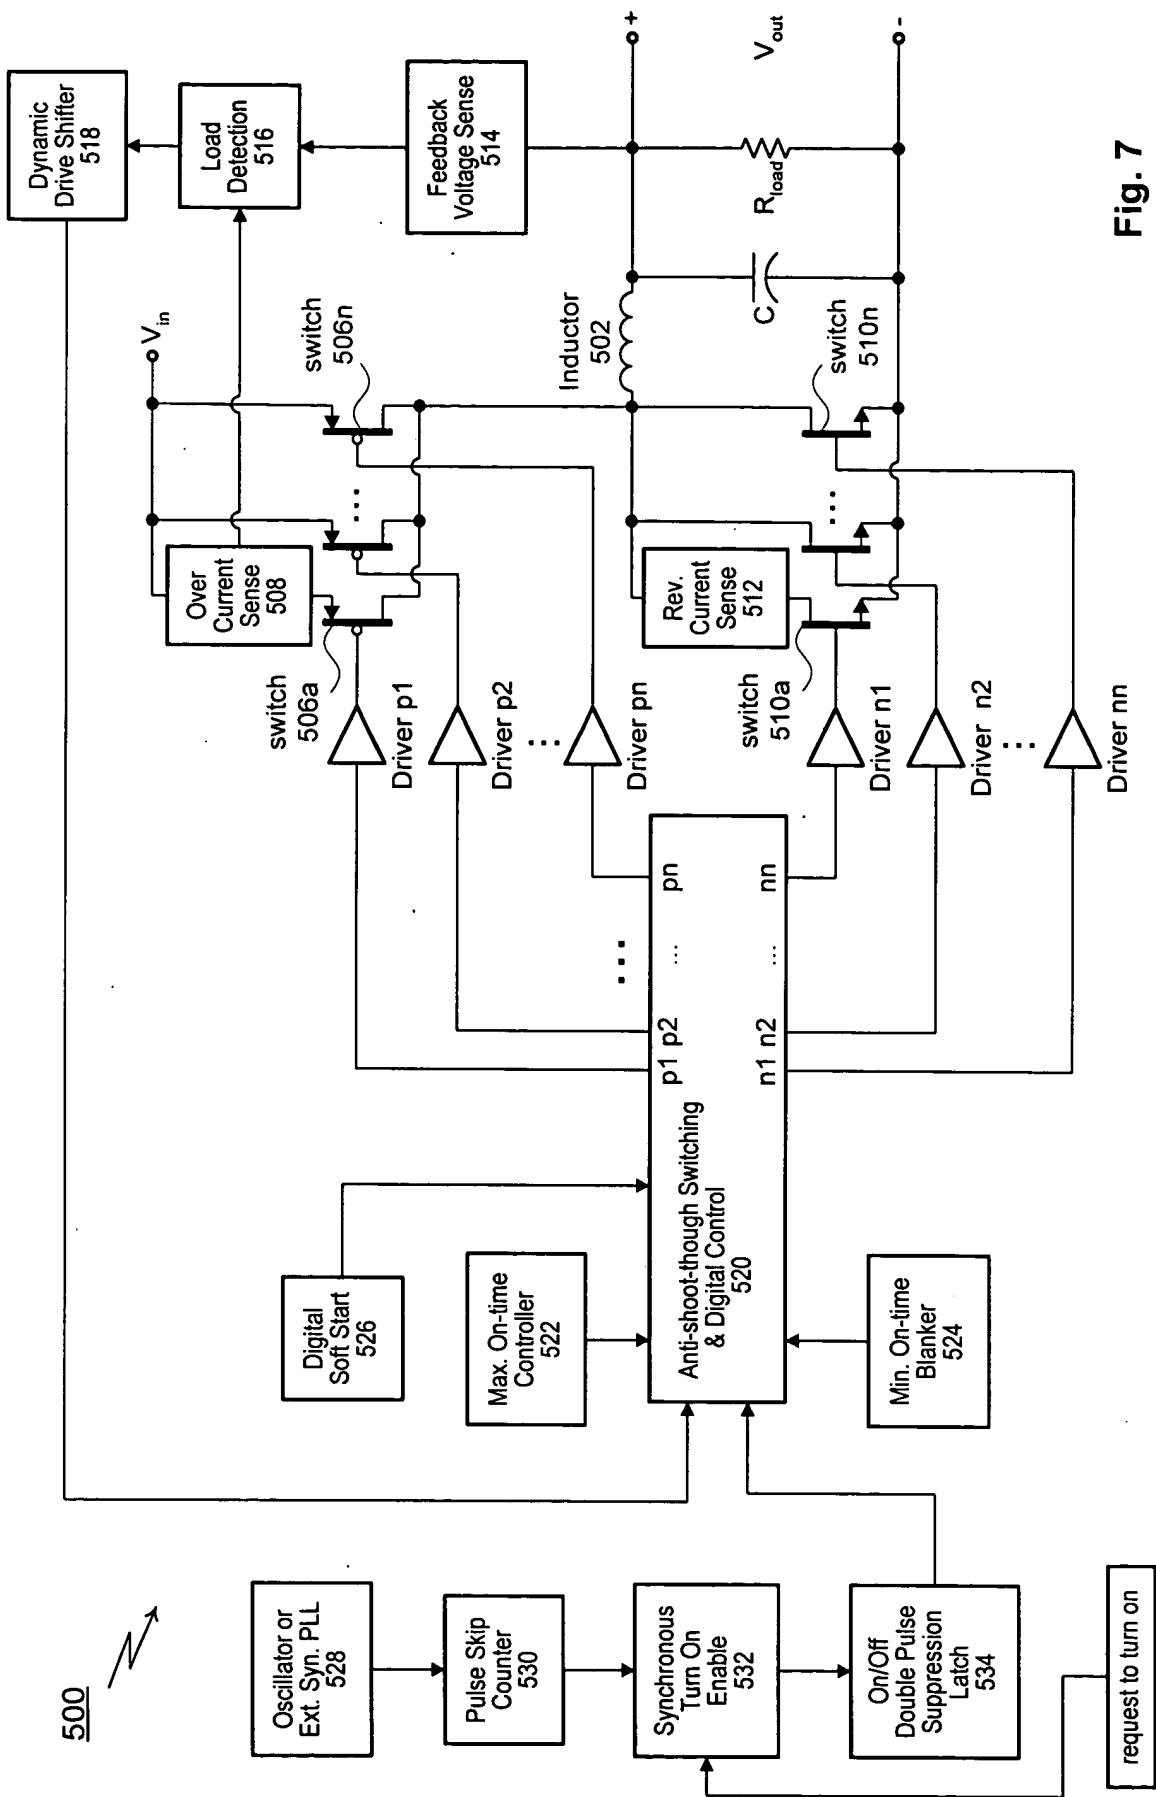 500
Oscillator or
Ext. Syn. PLL
528
Pulse Skip
Counter
530
Synchronous
Turn On
Enable
532
On/Off
Double Pulse
Suppression
Latch
534
request to turn on
Digital
Soft Start
526
Max. On-time
Controller
522
Anti-shoot-though Switching
& Digital Control
520
p1 p2 ... pn
n1 n2 ... nn
...
Min. On-time
Blanker
524
Driver p1
Driver p2
...
Driver pn
Driver n1
Driver n2
...
Driver nn
switch
506a
Over
Current
Sense
508
...
switch
506n
Vin
switch
510a
Rev.
Current
Sense
512
...
switch
510n
Inductor
502
C
Rload
Vout
+
-
Feedback
Voltage Sense
514
Load
Detection
516
Dynamic
Drive Shifter
518
Fig. 7